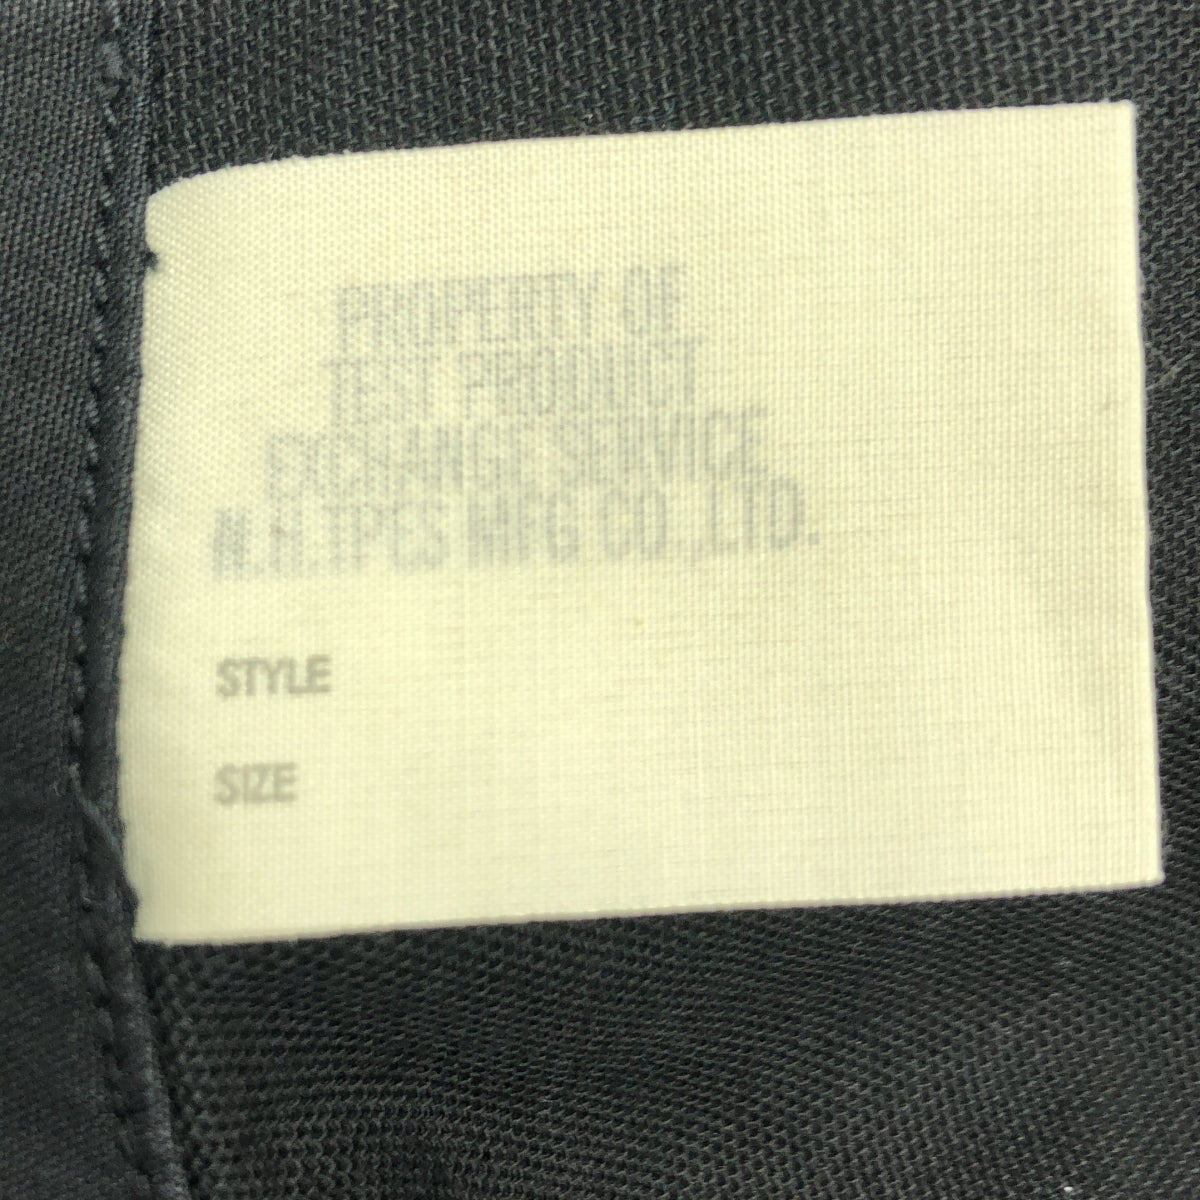 PROPERTY OF
TEST PRODUCT
EXCHANGE SERVICE
N.H.TPES MFG CO.,LTD.
STYLE
SIZE